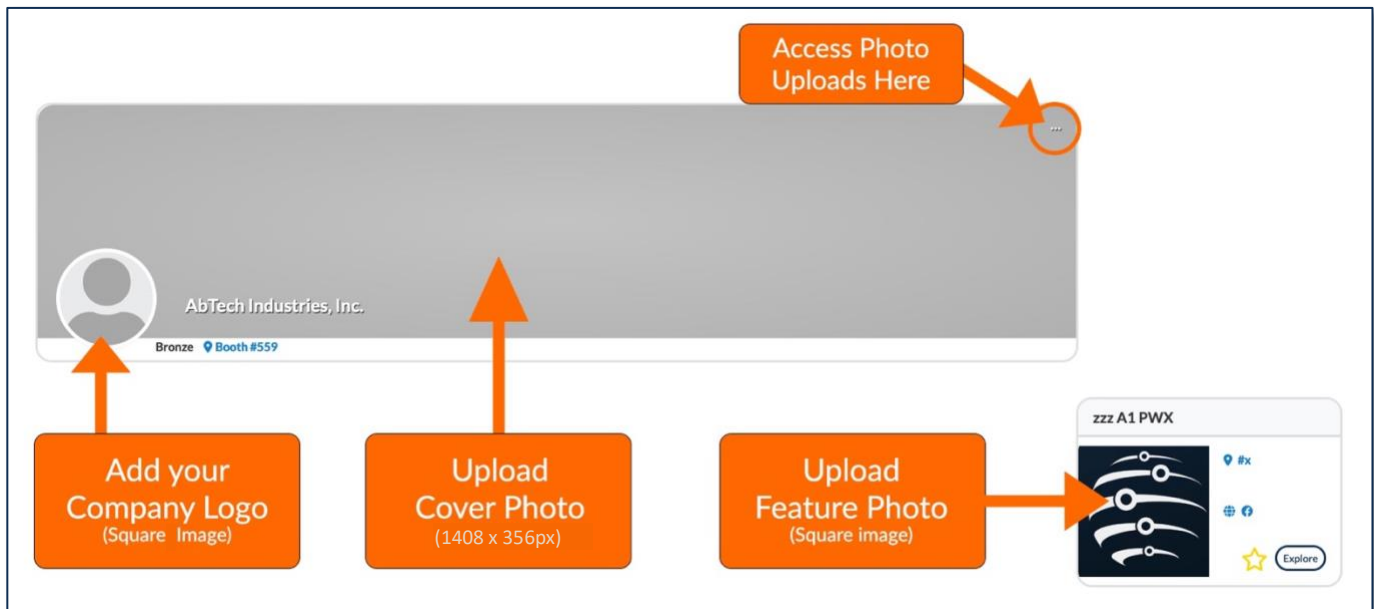 Access Photo
Uploads Here
...
AbTech Industries, Inc.
Bronze Booth #559
Add your
Company Logo
(Square Image)
Upload
Cover Photo
(1408 x 356px)
Upload
Feature Photo
(Square image)
zzz A1 PWX
#x
Explore